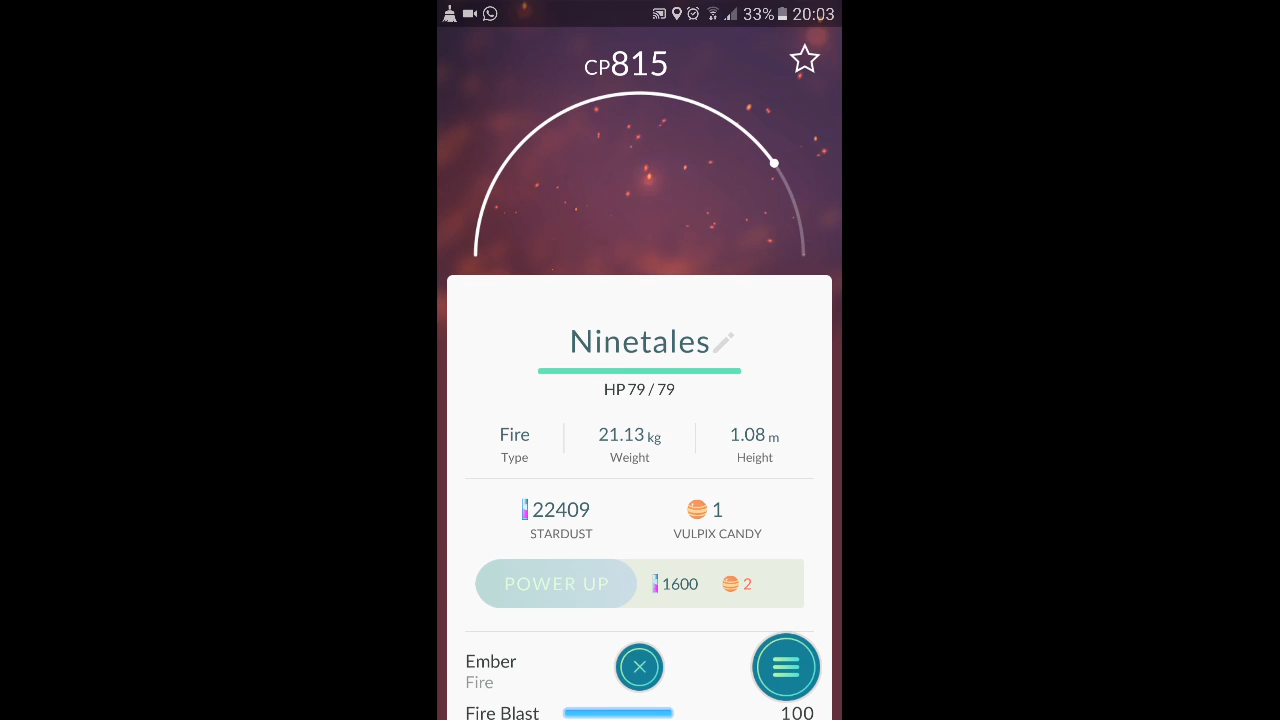 33% 20:03
CP815
Ninetales
HP 79 / 79
Fire 21.13 kg 1.08 m
Type Weight Height
22409 1
STARDUST VULPIX CANDY
POWER UP 1600 2
Ember
Fire
Fire Blast 100